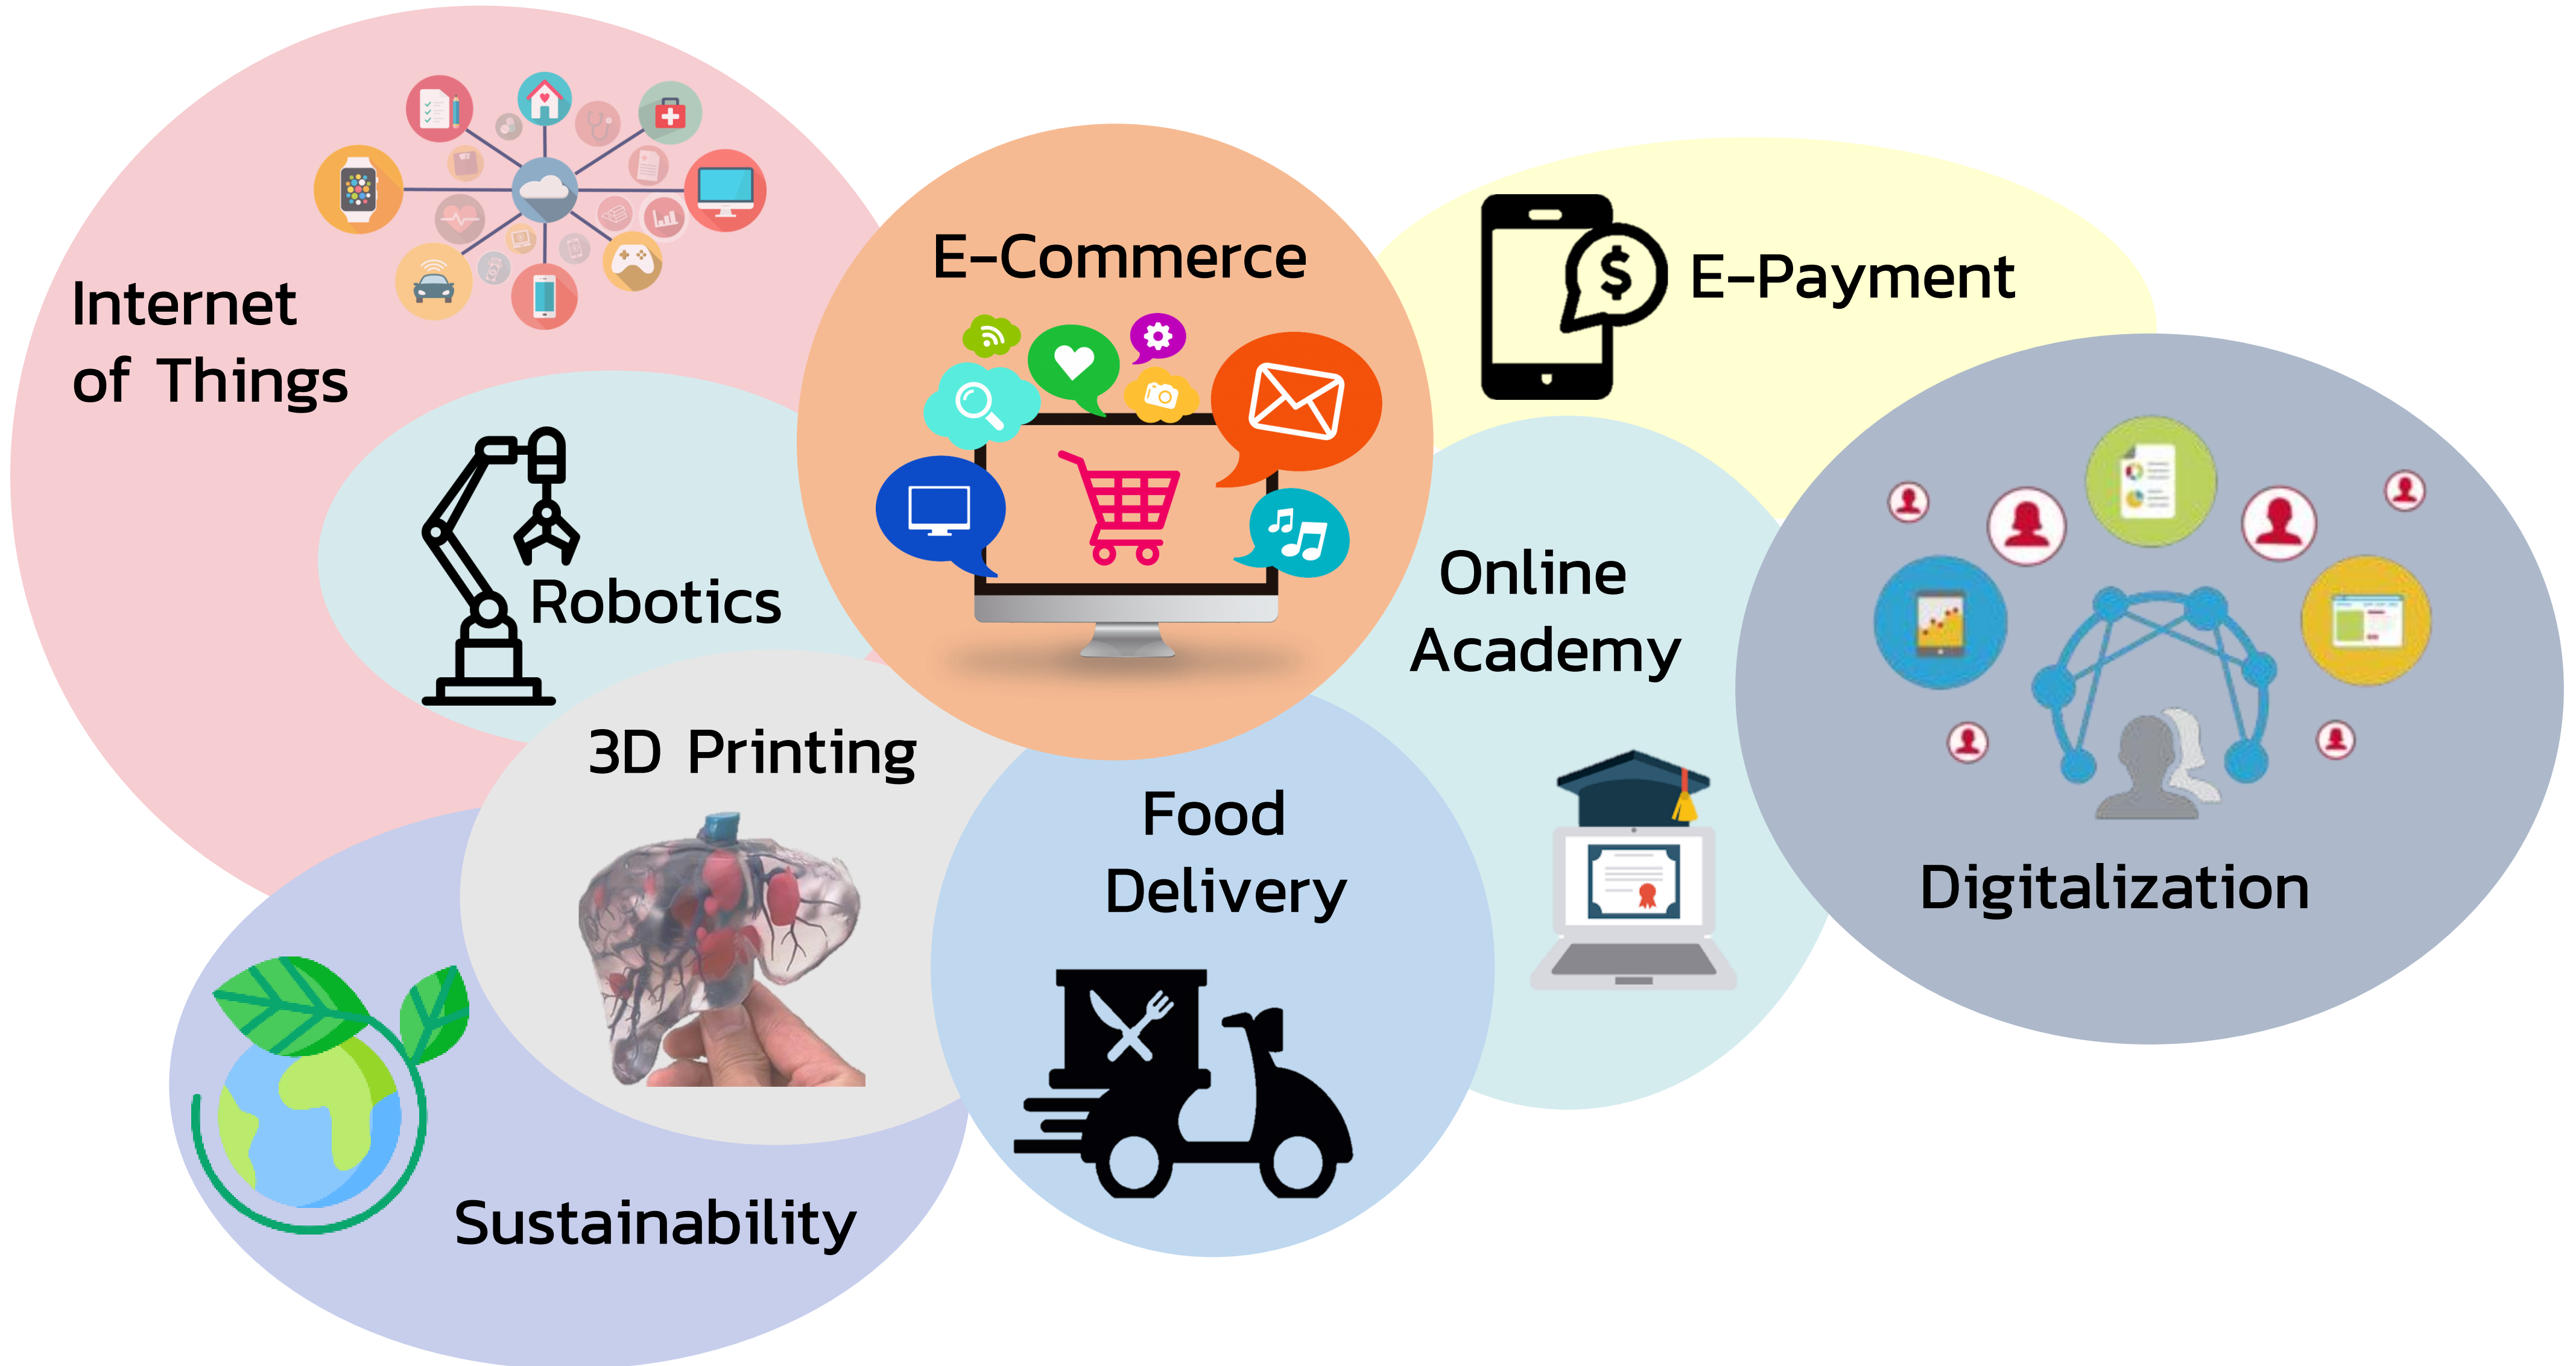 Internet
of Things
E-Commerce
E-Payment
Robotics
Online
Academy
3D Printing
Food
Delivery
Digitalization
Sustainability
$